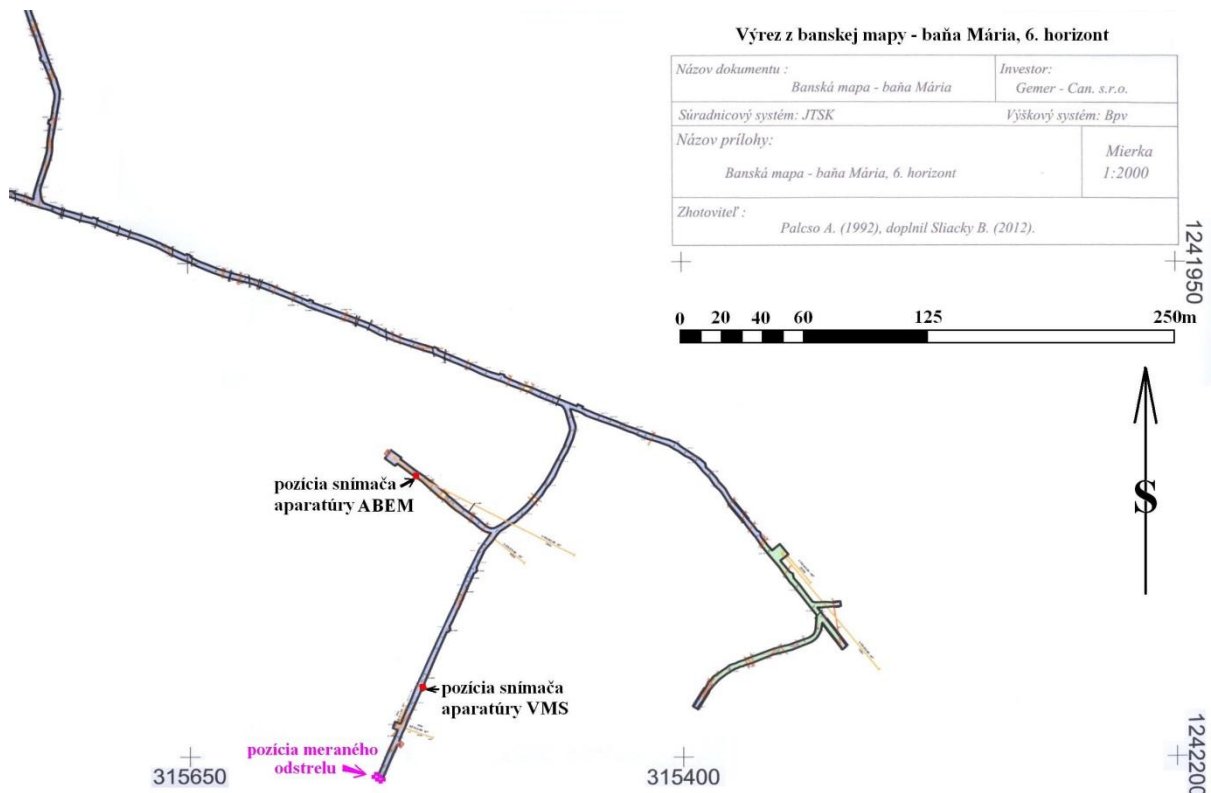 Výrez z banskej mapy - baňa Mária, 6. horizont
Názov dokumentu :
Banská mapa - baňa Mária
Investor:
Gemer - Can. s.r.o.
Súradnicový systém: JTSK
Výškový systém: Bpv
Názov prílohy:
Banská mapa - baňa Mária, 6. horizont
Mierka
1:2000
Zhotoviteľ :
Palcso A. (1992), doplnil Sliacky B. (2012).
1241950
0 20 40 60 125 250m
S
pozícia snímača
aparatúry ABEM
pozícia snímača
aparatúry VMS
pozícia meraného
odstrelu
315650
315400
1242200